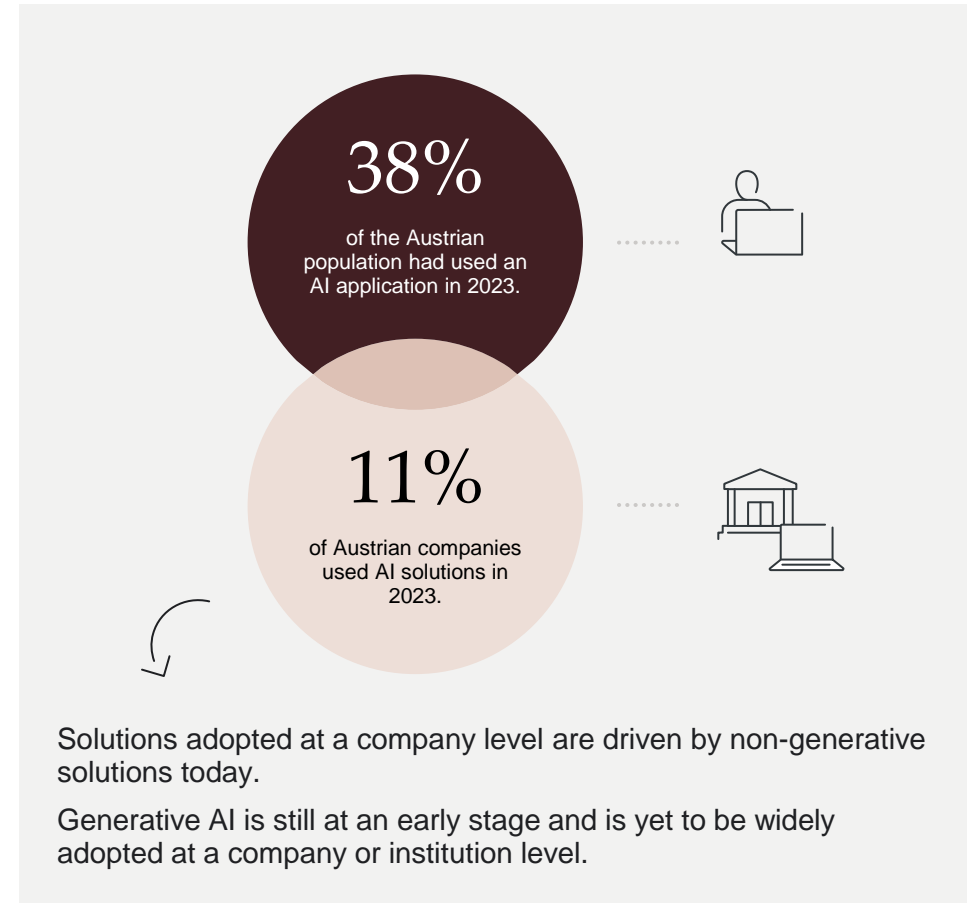 38%
of the Austrian
population had used an
AI application in 2023.
11%
of Austrian companies
used AI solutions in
2023.
Solutions adopted at a company level are driven by non-generative
solutions today.
Generative AI is still at an early stage and is yet to be widely
adopted at a company or institution level.